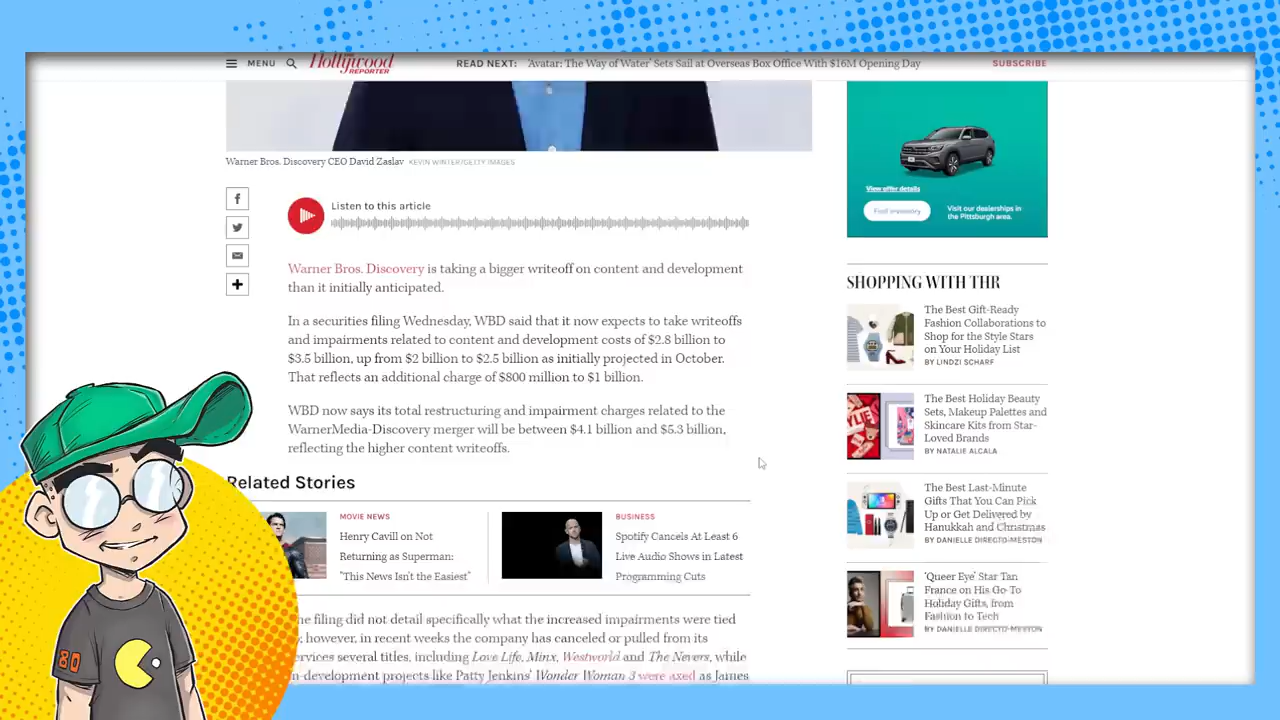 MENU
Hollywood
REPORTER
READ NEXT: 'Avatar: The Way of Water' Sets Sail at Overseas Box Office With $16M Opening Day
SUBSCRIBE
Warner Bros. Discovery CEO David Zaslav KEVIN WINTER/GETTY IMAGES
Listen to this article
Warner Bros. Discovery is taking a bigger writeoff on content and development
than it initially anticipated.
In a securities filing Wednesday, WBD said that it now expects to take writeoffs
and impairments related to content and development costs of $2.8 billion to
$3.5 billion, up from $2 billion to $2.5 billion as initially projected in October.
That reflects an additional charge of $800 million to $1 billion.
WBD now says its total restructuring and impairment charges related to the
WarnerMedia-Discovery merger will be between $4.1 billion and $5.3 billion,
reflecting the higher content writeoffs.
Related Stories
MOVIE NEWS
Henry Cavill on Not
Returning as Superman:
"This News Isn't the Easiest"
BUSINESS
Spotify Cancels At Least 6
Live Audio Shows in Latest
Programming Cuts
he filing did not detail specifically what the increased impairments were tied
, however, in recent weeks the company has canceled or pulled from its
ervices several titles, including Love Life, Minx, Westworld and The Nevers, while
n-development projects like Patty Jenkins' Wonder Woman 3 were axed as James
View offer details
Find inventory
Visit our dealerships in
the Pittsburgh area.
SHOPPING WITH THR
The Best Gift-Ready
Fashion Collaborations to
Shop for the Style Stars
on Your Holiday List
BY LINDZI SCHARF
The Best Holiday Beauty
Sets, Makeup Palettes and
Skincare Kits from Star-
Loved Brands
BY NATALIE ALCALA
The Best Last-Minute
Gifts That You Can Pick
Up or Get Delivered by
Hanukkah and Christmas
BY DANIELLE DIRECTO-MESTON
'Queer Eye' Star Tan
France on His Go-To
Holiday Gifts, from
Fashion to Tech
BY DANIELLE DIRECTO-MESTON
80